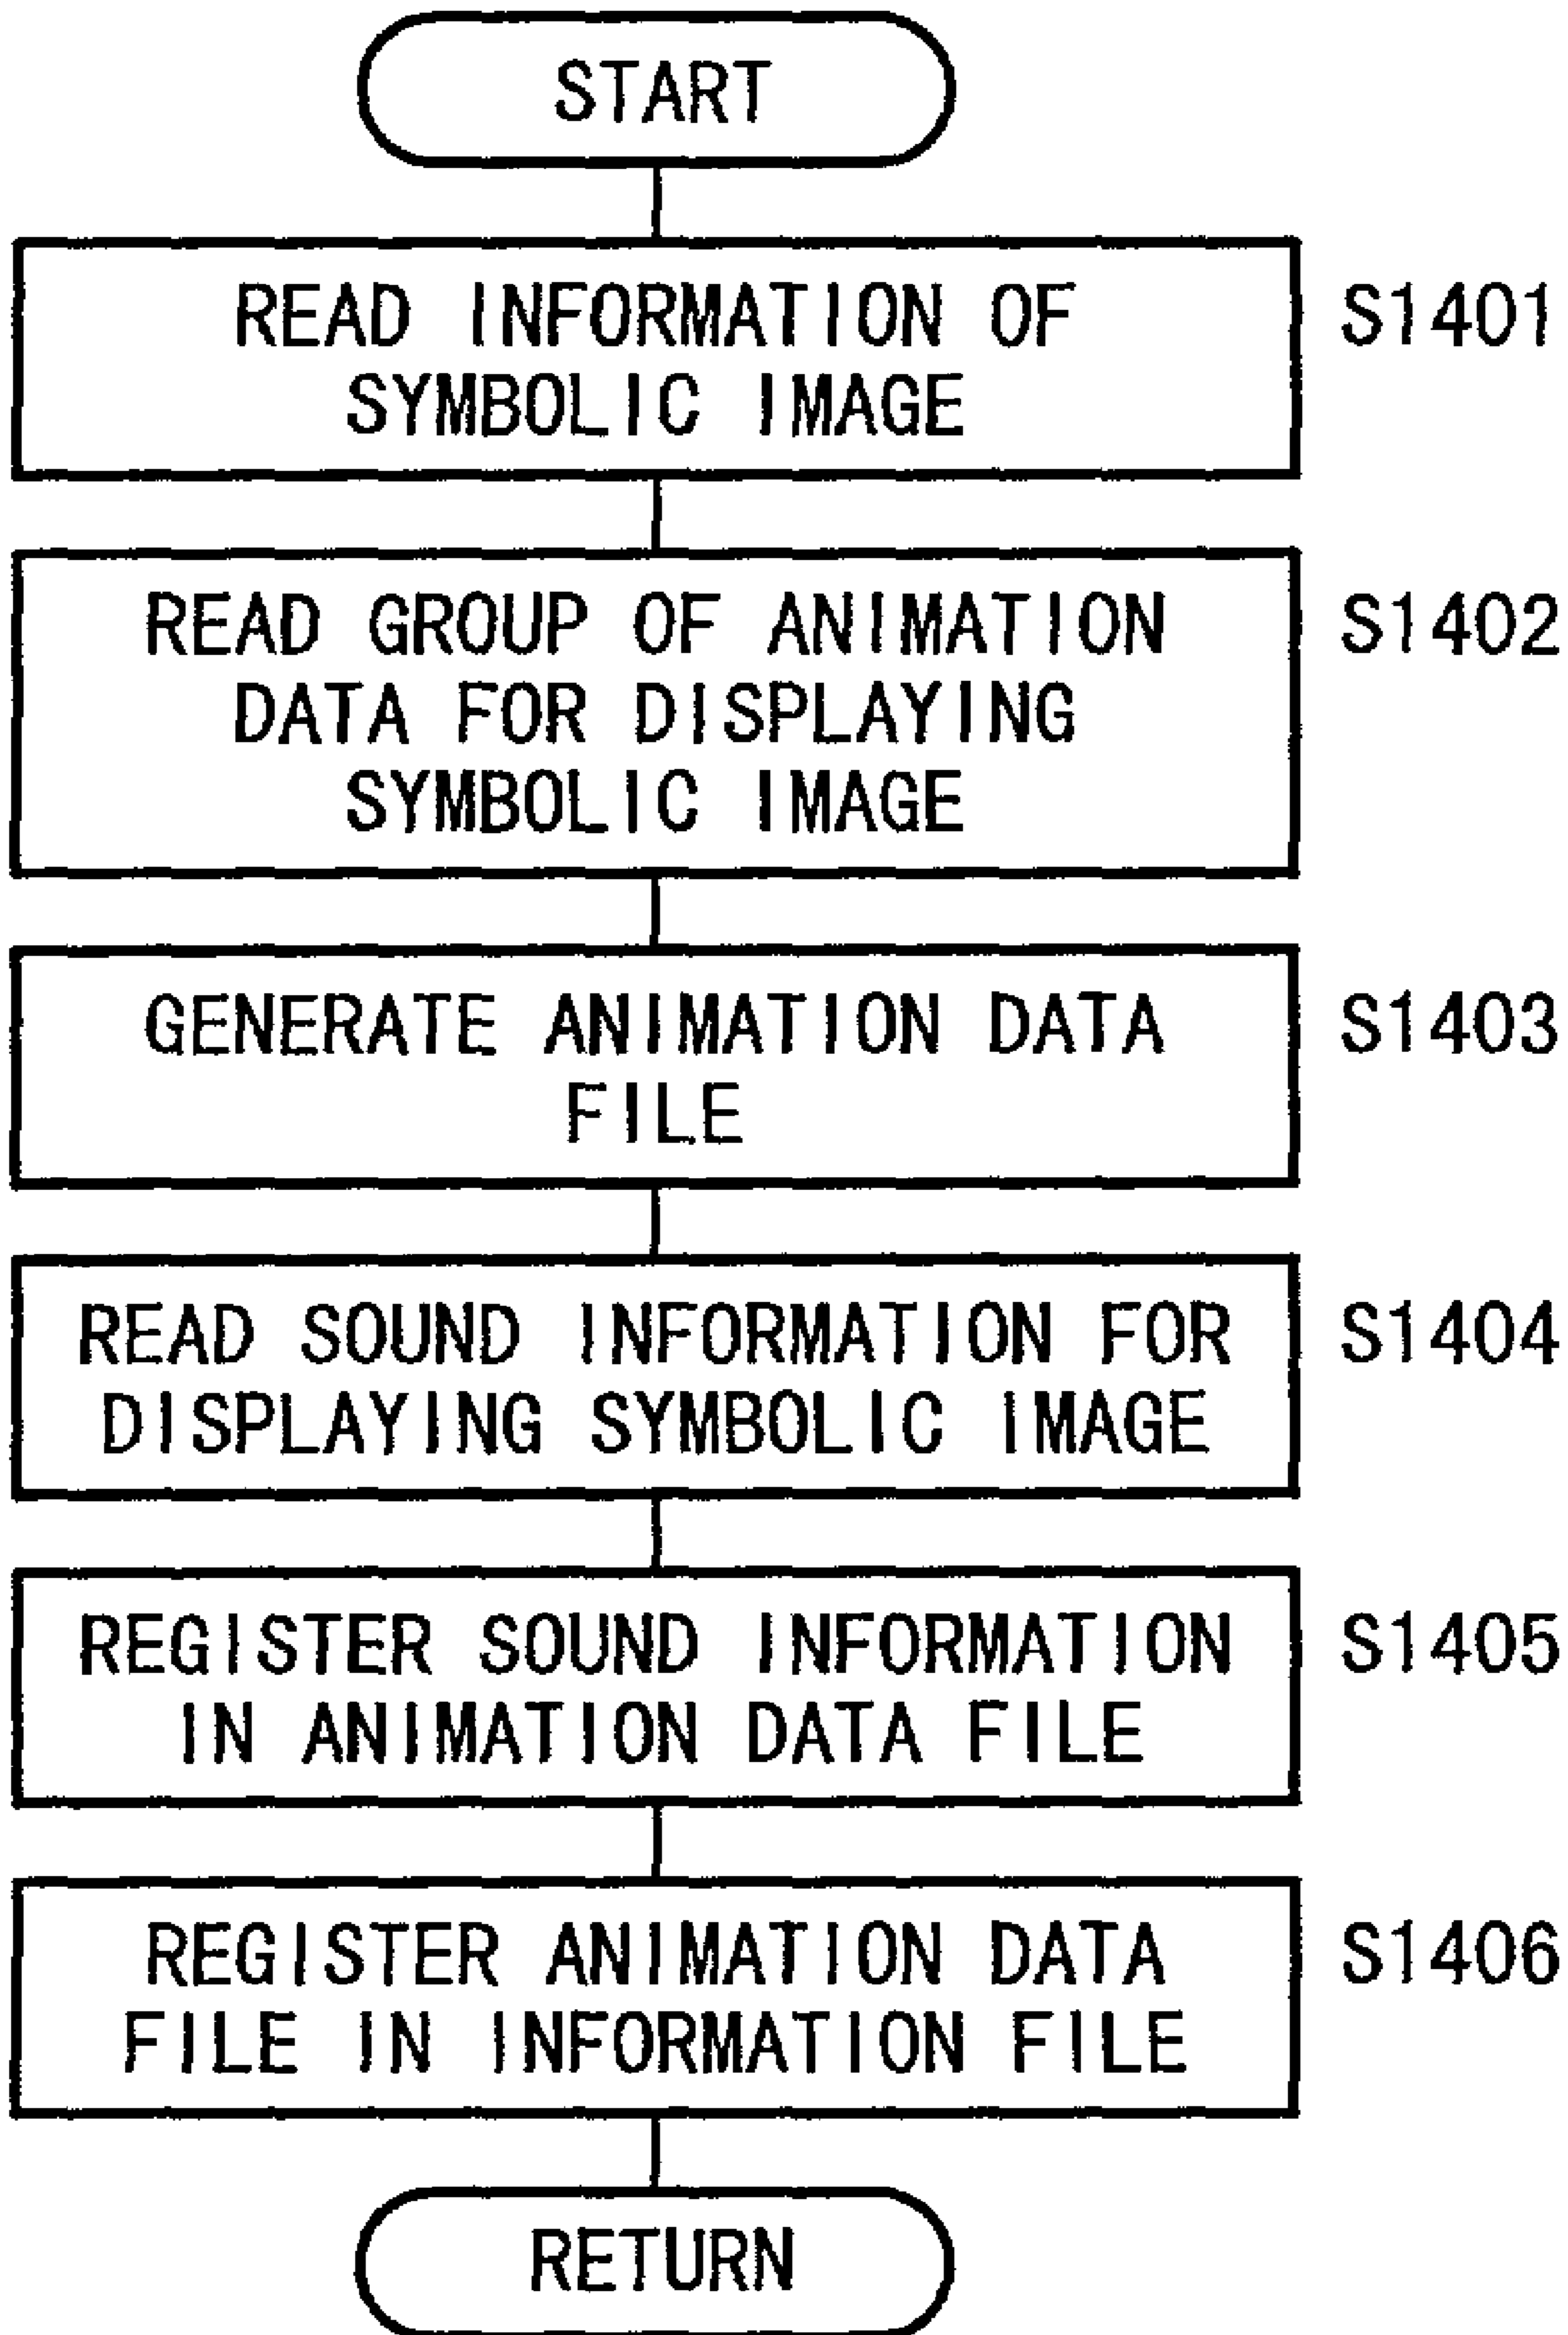 START
READ INFORMATION OF
SYMBOLIC IMAGE
S1401
READ GROUP OF ANIMATION
DATA FOR DISPLAYING
SYMBOLIC IMAGE
S1402
GENERATE ANIMATION DATA
FILE
S1403
READ SOUND INFORMATION FOR
DISPLAYING SYMBOLIC IMAGE
S1404
REGISTER SOUND INFORMATION
IN ANIMATION DATA FILE
S1405
REGISTER ANIMATION DATA
FILE IN INFORMATION FILE
S1406
RETURN